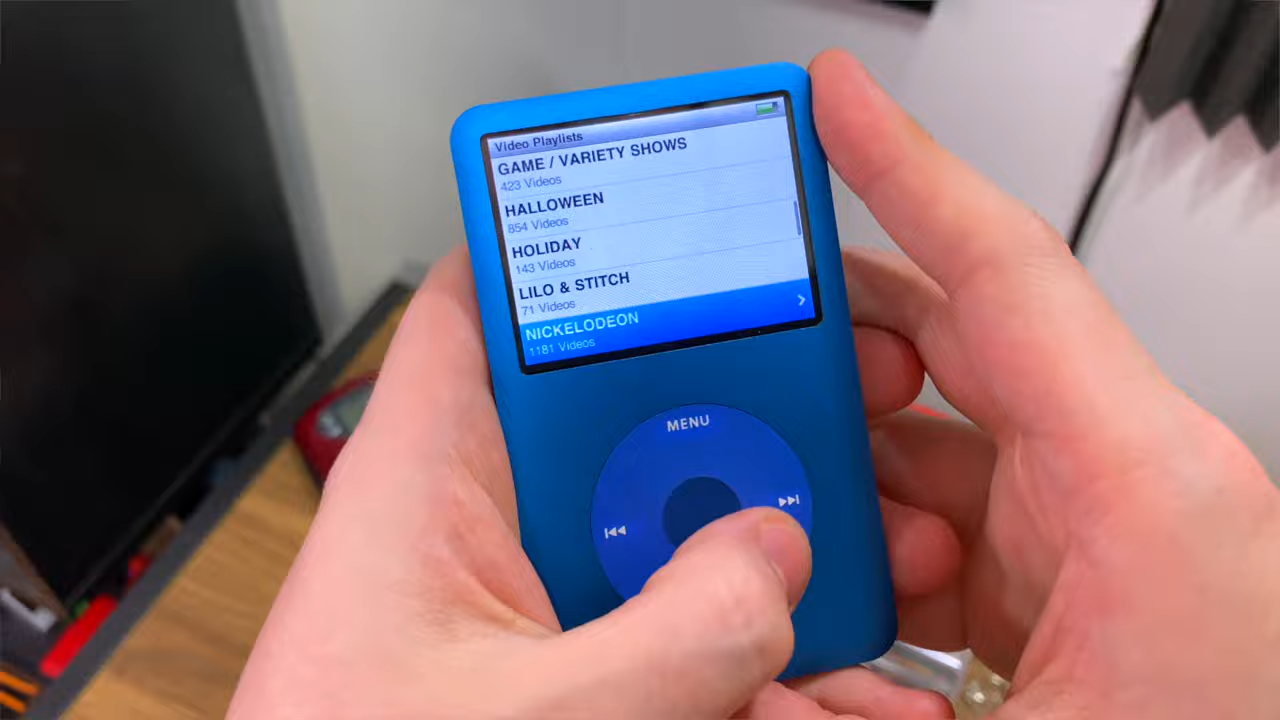 Video Playlists
GAME / VARIETY SHOWS
423 Videos
HALLOWEEN
854 Videos
HOLIDAY
143 Videos
LILO & STITCH
71 Videos
NICKELODEON
1181 Videos
MENU